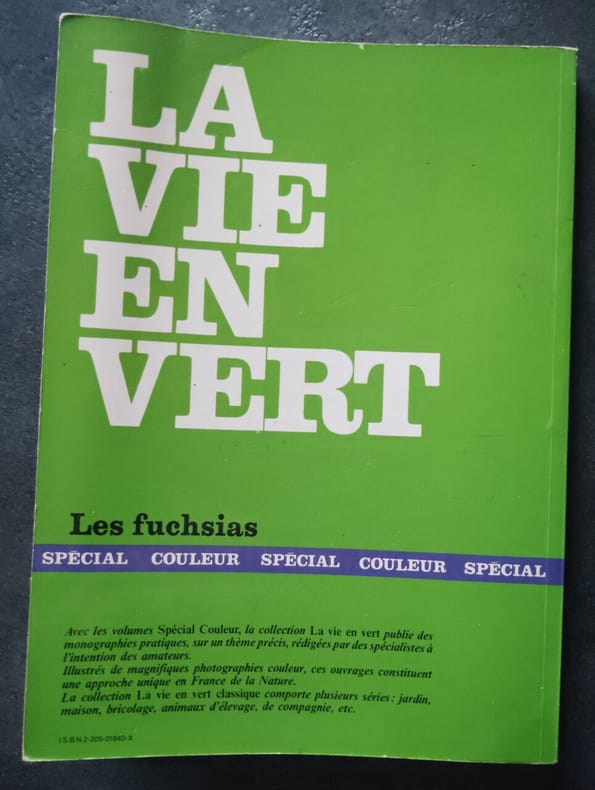 LA
VIE
EN
VERT
Les fuchsias
SPÉCIAL COULEUR SPÉCIAL COULEUR SPÉCIAL
Avec les volumes Spécial Couleur, la collection La vie en vert publie des
monographies pratiques, sur un thème précis, rédigées par des spécialistes à
l'intention des amateurs.
Illustrés de magnifiques photographies couleur, ces ouvrages constituent
une approche unique en France de la Nature.
La collection La vie en vert classique comporte plusieurs séries : jardin,
maison, bricolage, animaux d'élevage, de compagnie, etc.
ISBN 2-205-01840-X